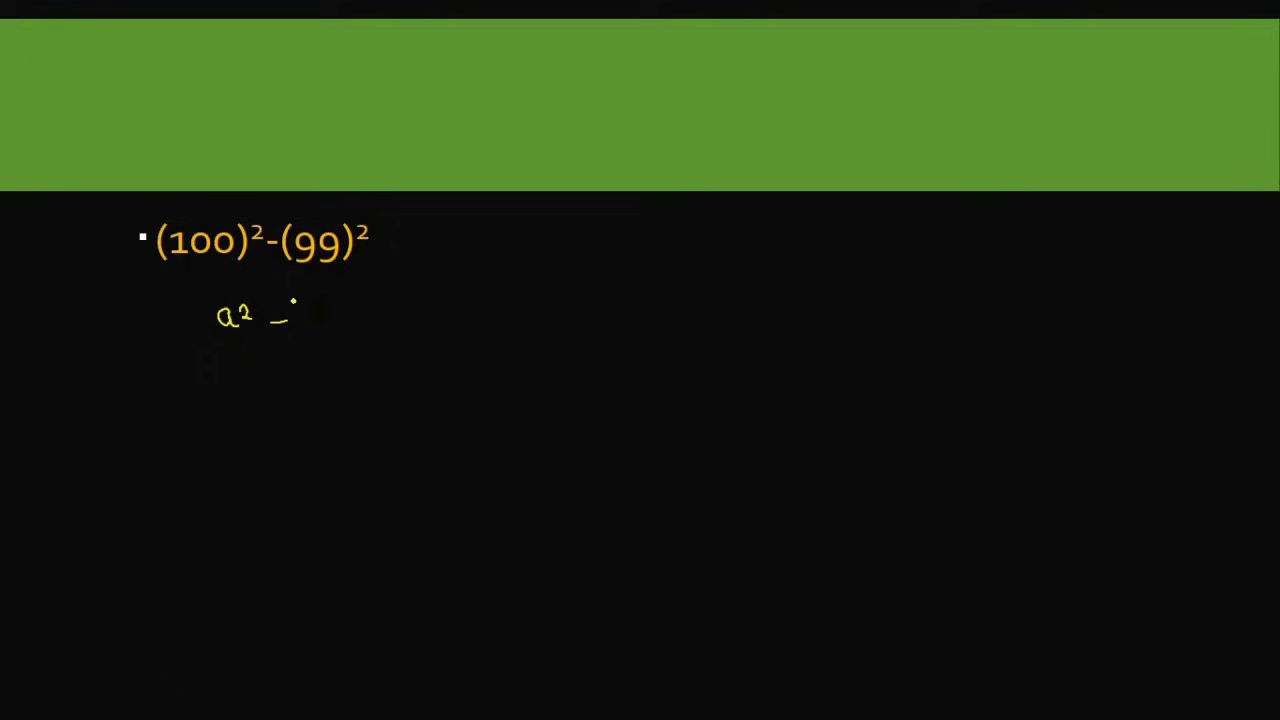 ▪(100)²-(99)²
a² –